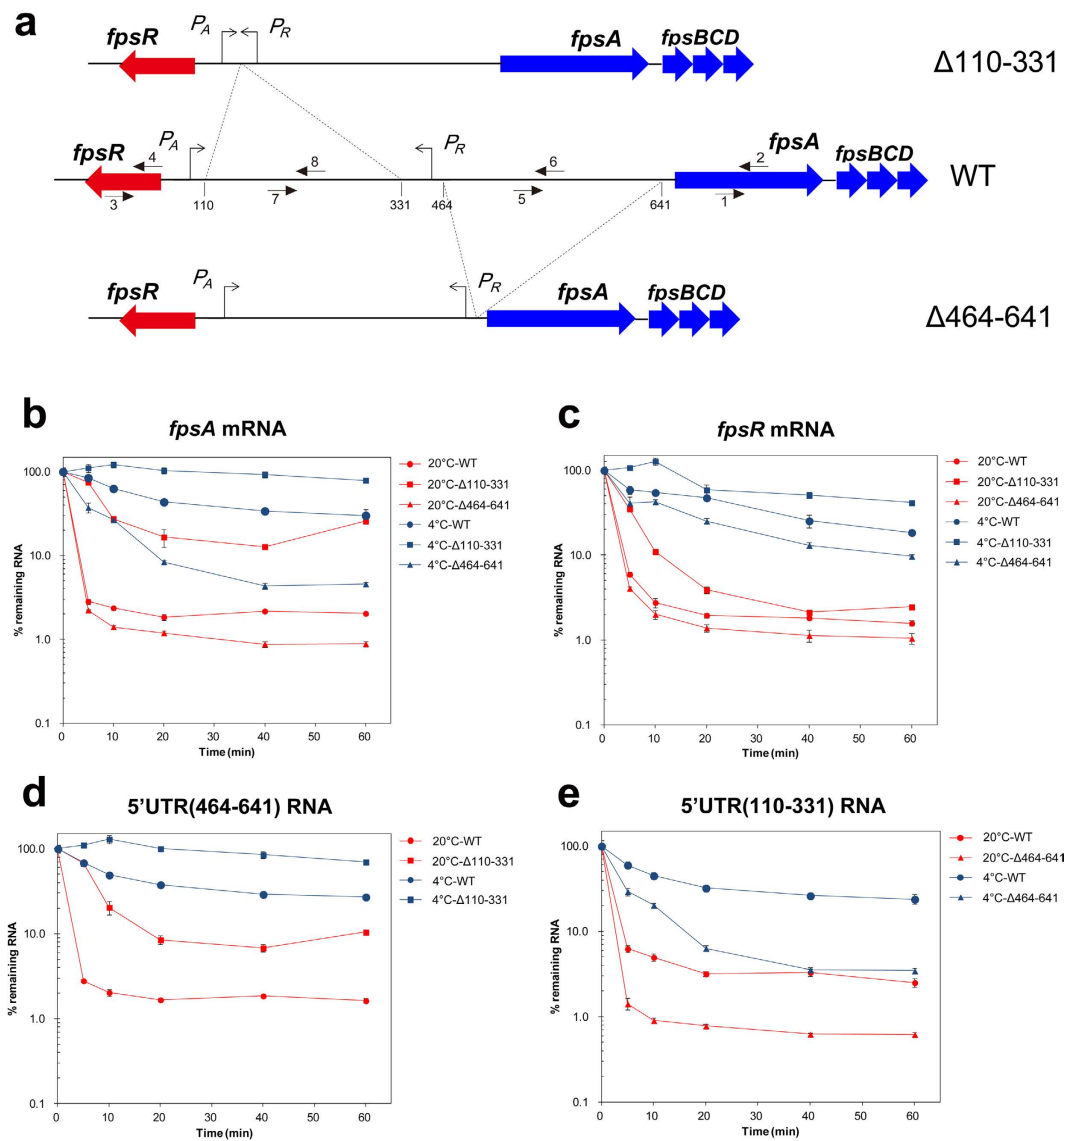 a
P_A
P_R
fpsR
fpsA
fpsBCD
Δ110-331
fpsR
4
P_A
8
P_R
6
2
fpsA
fpsBCD
WT
3
110
7
331
464
5
641
1
fpsR
P_A
P_R
fpsA
fpsBCD
Δ464-641
b
fpsA mRNA
% remaining RNA
100.0
10.0
1.0
0.1
0 10 20 30 40 50 60
Time (min)
20°C-WT
20°C-Δ110-331
20°C-Δ464-641
4°C-WT
4°C-Δ110-331
4°C-Δ464-641
c
fpsR mRNA
% remaining RNA
100.0
10.0
1.0
0.1
0 10 20 30 40 50 60
Time (min)
20°C-WT
20°C-Δ110-331
20°C-Δ464-641
4°C-WT
4°C-Δ110-331
4°C-Δ464-641
d
5’UTR(464-641) RNA
% remaining RNA
100.0
10.0
1.0
0.1
0 10 20 30 40 50 60
Time (min)
20°C-WT
20°C-Δ110-331
4°C-WT
4°C-Δ110-331
e
5’UTR(110-331) RNA
% remaining RNA
100.0
10.0
1.0
0.1
0 10 20 30 40 50 60
Time (min)
20°C-WT
20°C-Δ464-641
4°C-WT
4°C-Δ464-641